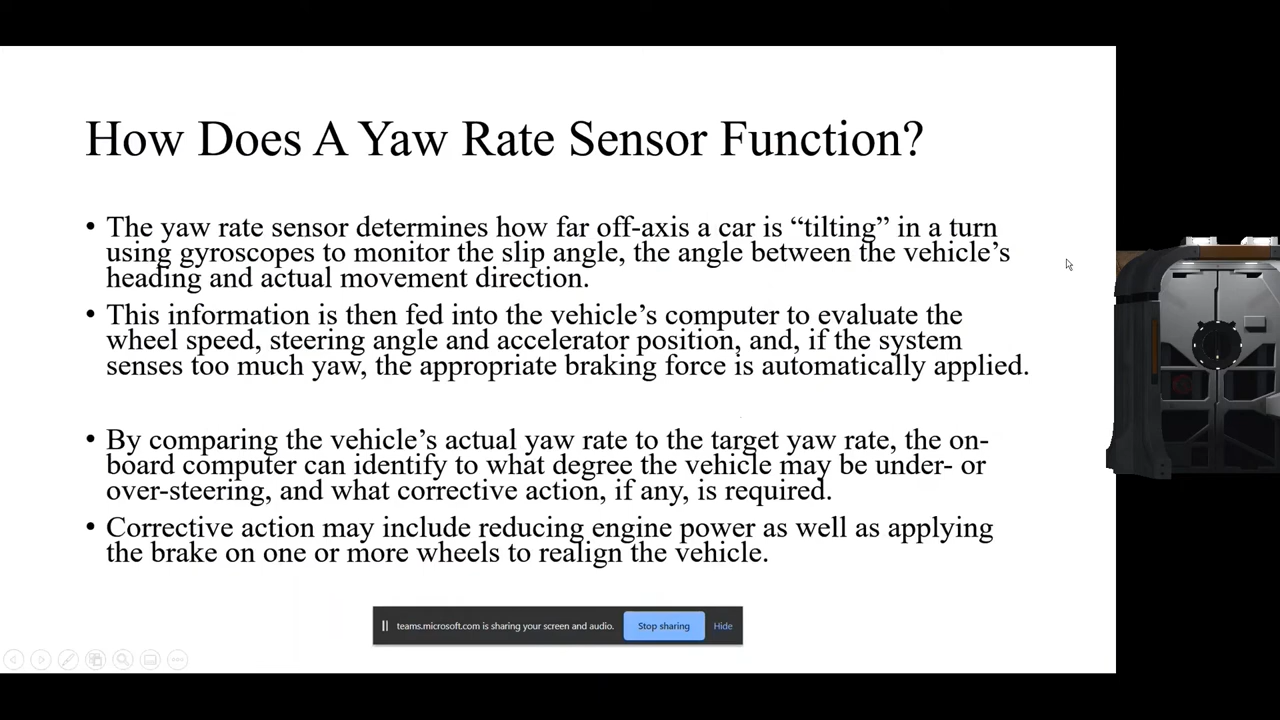 How Does A Yaw Rate Sensor Function?
• The yaw rate sensor determines how far off-axis a car is “tilting” in a turn
using gyroscopes to monitor the slip angle, the angle between the vehicle’s
heading and actual movement direction.
• This information is then fed into the vehicle’s computer to evaluate the
wheel speed, steering angle and accelerator position, and, if the system
senses too much yaw, the appropriate braking force is automatically applied.
• By comparing the vehicle’s actual yaw rate to the target yaw rate, the on-
board computer can identify to what degree the vehicle may be under- or
over-steering, and what corrective action, if any, is required.
• Corrective action may include reducing engine power as well as applying
the brake on one or more wheels to realign the vehicle.
teams.microsoft.com is sharing your screen and audio. Stop sharing Hide